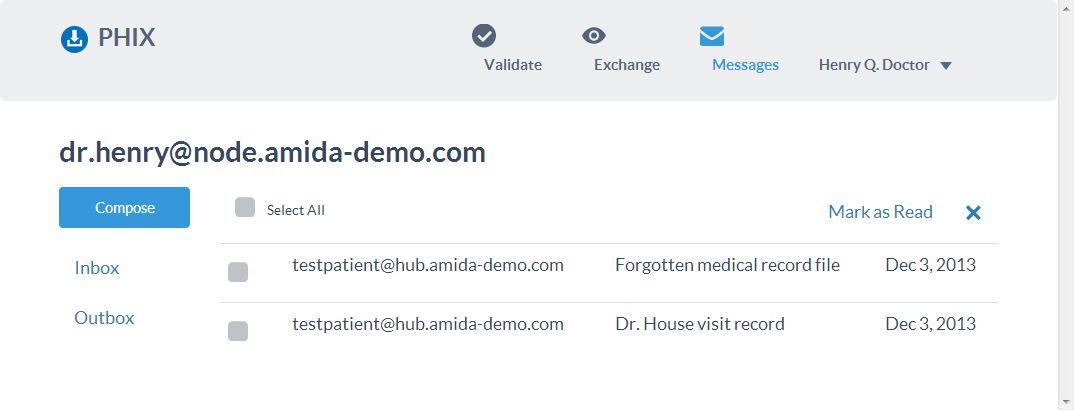 PHIX
Validate Exchange Messages Henry Q. Doctor
dr.henry@node.amida-demo.com
Compose
Select All Mark as Read
Inbox
testpatient@hub.amida-demo.com Forgotten medical record file Dec 3, 2013
Outbox
testpatient@hub.amida-demo.com Dr. House visit record Dec 3, 2013